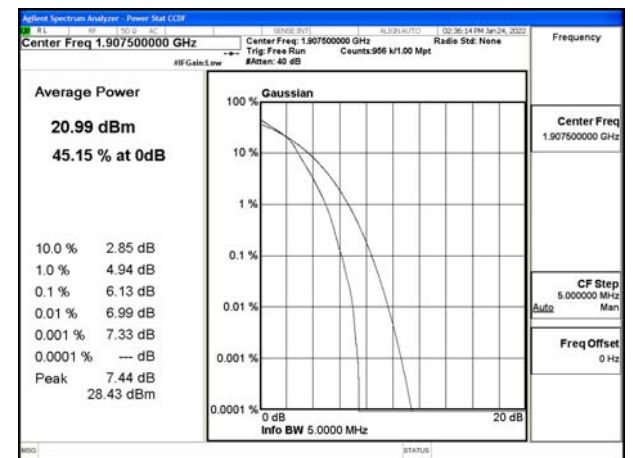 Agilent Spectrum Analyzer - Power Stat CCDF
RL RF 50 Ω AC SENSE:INT ALIGN AUTO 02:36:14 PM Jan 24, 2022
Center Freq 1.907500000 GHz
Center Freq: 1.907500000 GHz
Radio Std: None
Trig: Free Run Counts:956 k/1.00 Mpt
#IFGain:Low #Atten: 40 dB
Frequency
Average Power
20.99 dBm
45.15 % at 0dB
10.0 % 2.85 dB
1.0 % 4.94 dB
0.1 % 6.13 dB
0.01 % 6.99 dB
0.001 % 7.33 dB
0.0001 % --- dB
Peak 7.44 dB
28.43 dBm
Gaussian
100 %
10 %
1 %
0.1 %
0.01 %
0.001 %
0.0001 %
0 dB 20 dB
Info BW 5.0000 MHz
Center Freq
1.907500000 GHz
CF Step
5.000000 MHz
Auto Man
Freq Offset
0 Hz
MSG STATUS